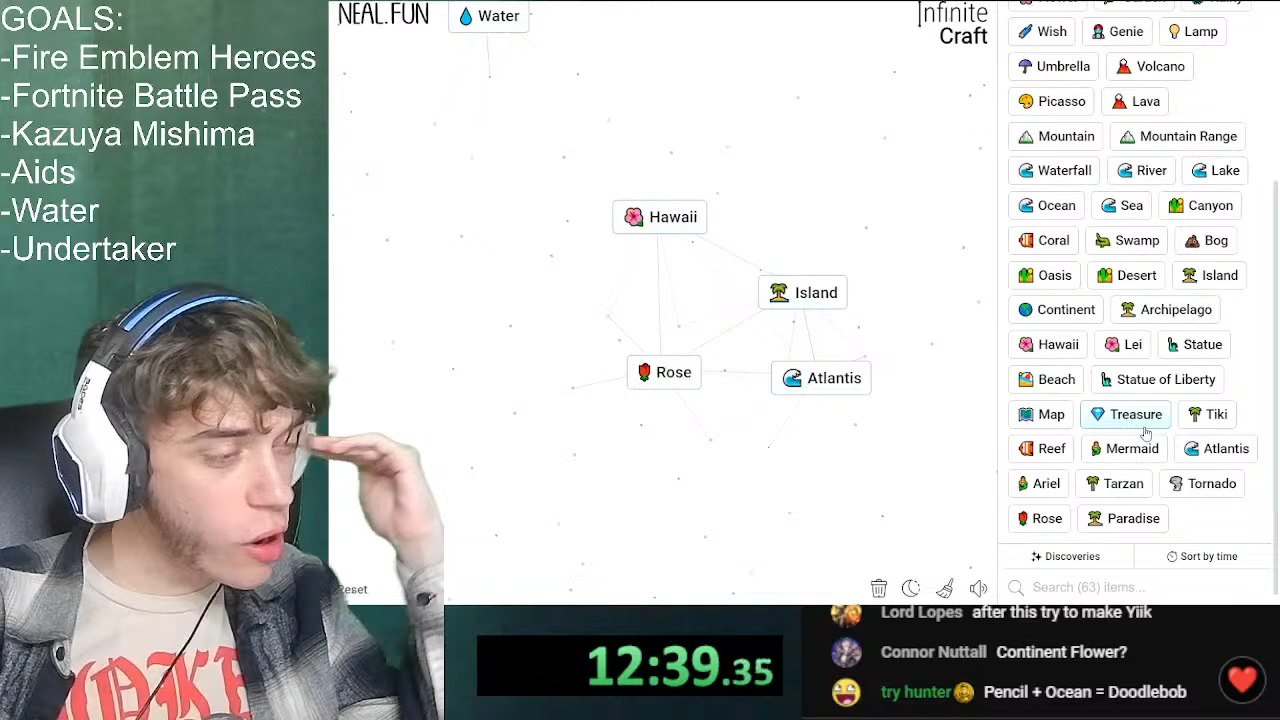 GOALS:
-Fire Emblem Heroes
-Fortnite Battle Pass
-Kazuya Mishima
-Aids
-Water
-Undertaker
NEAL.FUN
Water
Infinite
Craft
Hawaii
Island
Rose
Atlantis
Wish Genie Lamp
Umbrella Volcano
Picasso Lava
Mountain Mountain Range
Waterfall River Lake
Ocean Sea Canyon
Coral Swamp Bog
Oasis Desert Island
Continent Archipelago
Hawaii Lei Statue
Beach Statue of Liberty
Map Treasure Tiki
Reef Mermaid Atlantis
Ariel Tarzan Tornado
Rose Paradise
Discoveries Sort by time
Search (63) items...
12:39.35
Lord Lopes after this try to make Yiik
Connor Nuttall Continent Flower?
try hunter Pencil + Ocean = Doodlebob